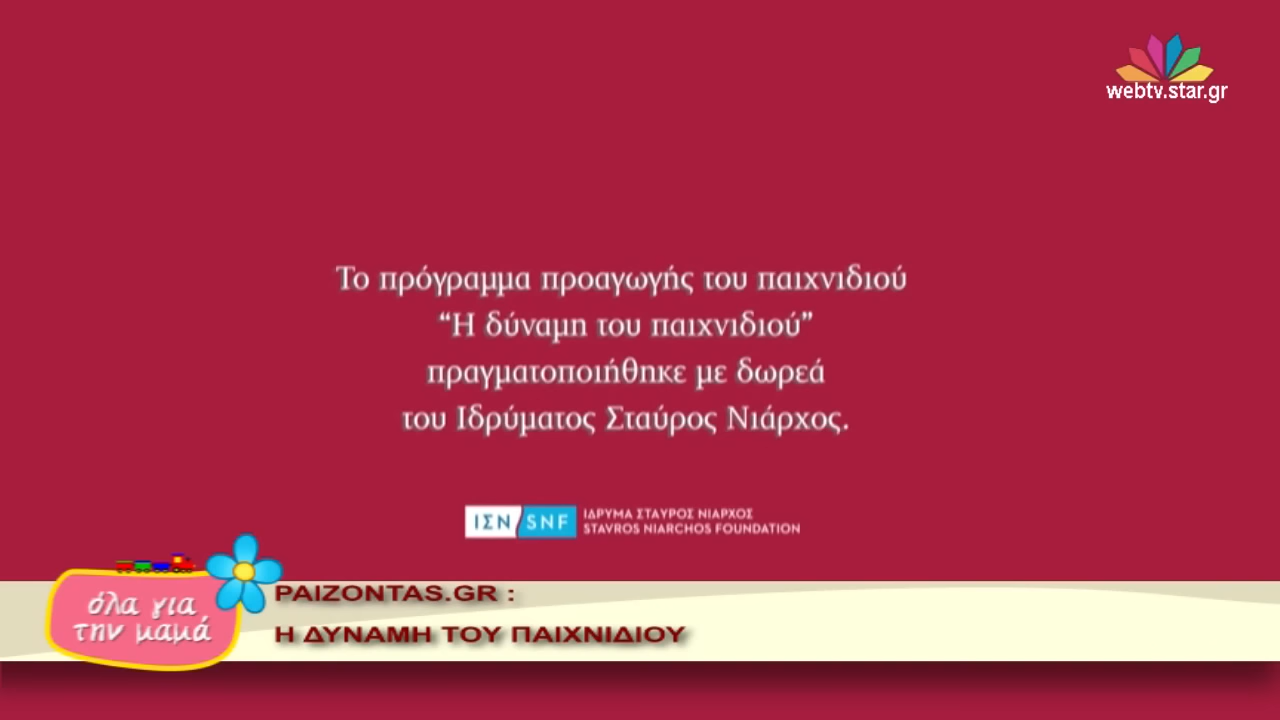 webtv.star.gr
Το πρόγραμμα προαγωγής του παιχνιδιού
“Η δύναμη του παιχνιδιού”
πραγματοποιήθηκε με δωρεά
του Ιδρύματος Σταύρος Νιάρχος.
ΙΣΝ SNF ΙΔΡΥΜΑ ΣΤΑΥΡΟΣ ΝΙΑΡΧΟΣ
STAVROS NIARCHOS FOUNDATION
όλα για
την μαμά
PAIZONTAS.GR :
Η ΔΥΝΑΜΗ ΤΟΥ ΠΑΙΧΝΙΔΙΟΥ